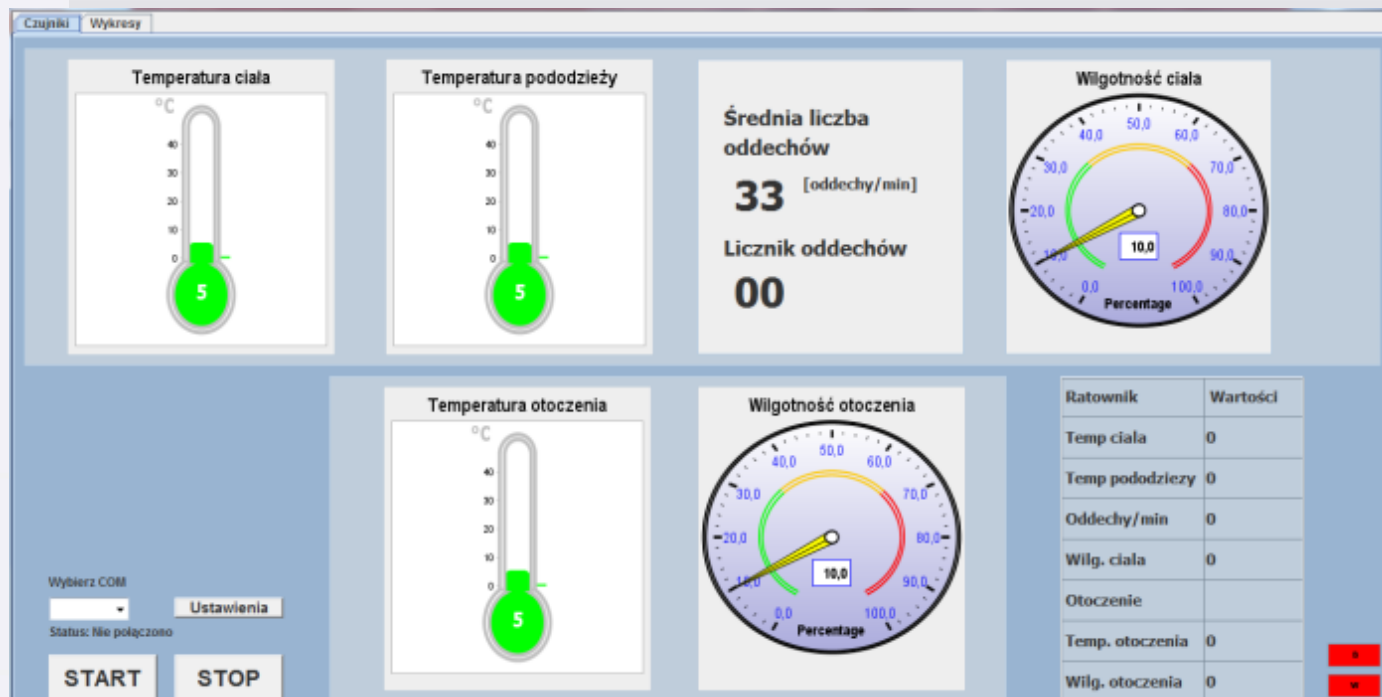 Czujniki
Wykresy
Temperatura ciała
°C
40
30
20
10
0
5
Temperatura pododzieży
°C
40
30
20
10
0
5
Średnia liczba
oddechów
33 [oddechy/min]
Licznik oddechów
00
Wilgotność ciala
0,0
10,0
20,0
30,0
40,0
50,0
60,0
70,0
80,0
90,0
100,0
10,0
Percentage
Temperatura otoczenia
°C
40
30
20
10
0
5
Wilgotność otoczenia
0,0
10,0
20,0
30,0
40,0
50,0
60,0
70,0
80,0
90,0
100,0
10,0
Percentage
Ratownik Wartości
Temp ciala 0
Temp pododziezy 0
Oddechy/min 0
Wilg. ciala 0
Otoczenie
Temp. otoczenia 0
Wilg. otoczenia 0
Wybierz COM
Ustawienia
Status: Nie połączono
START
STOP